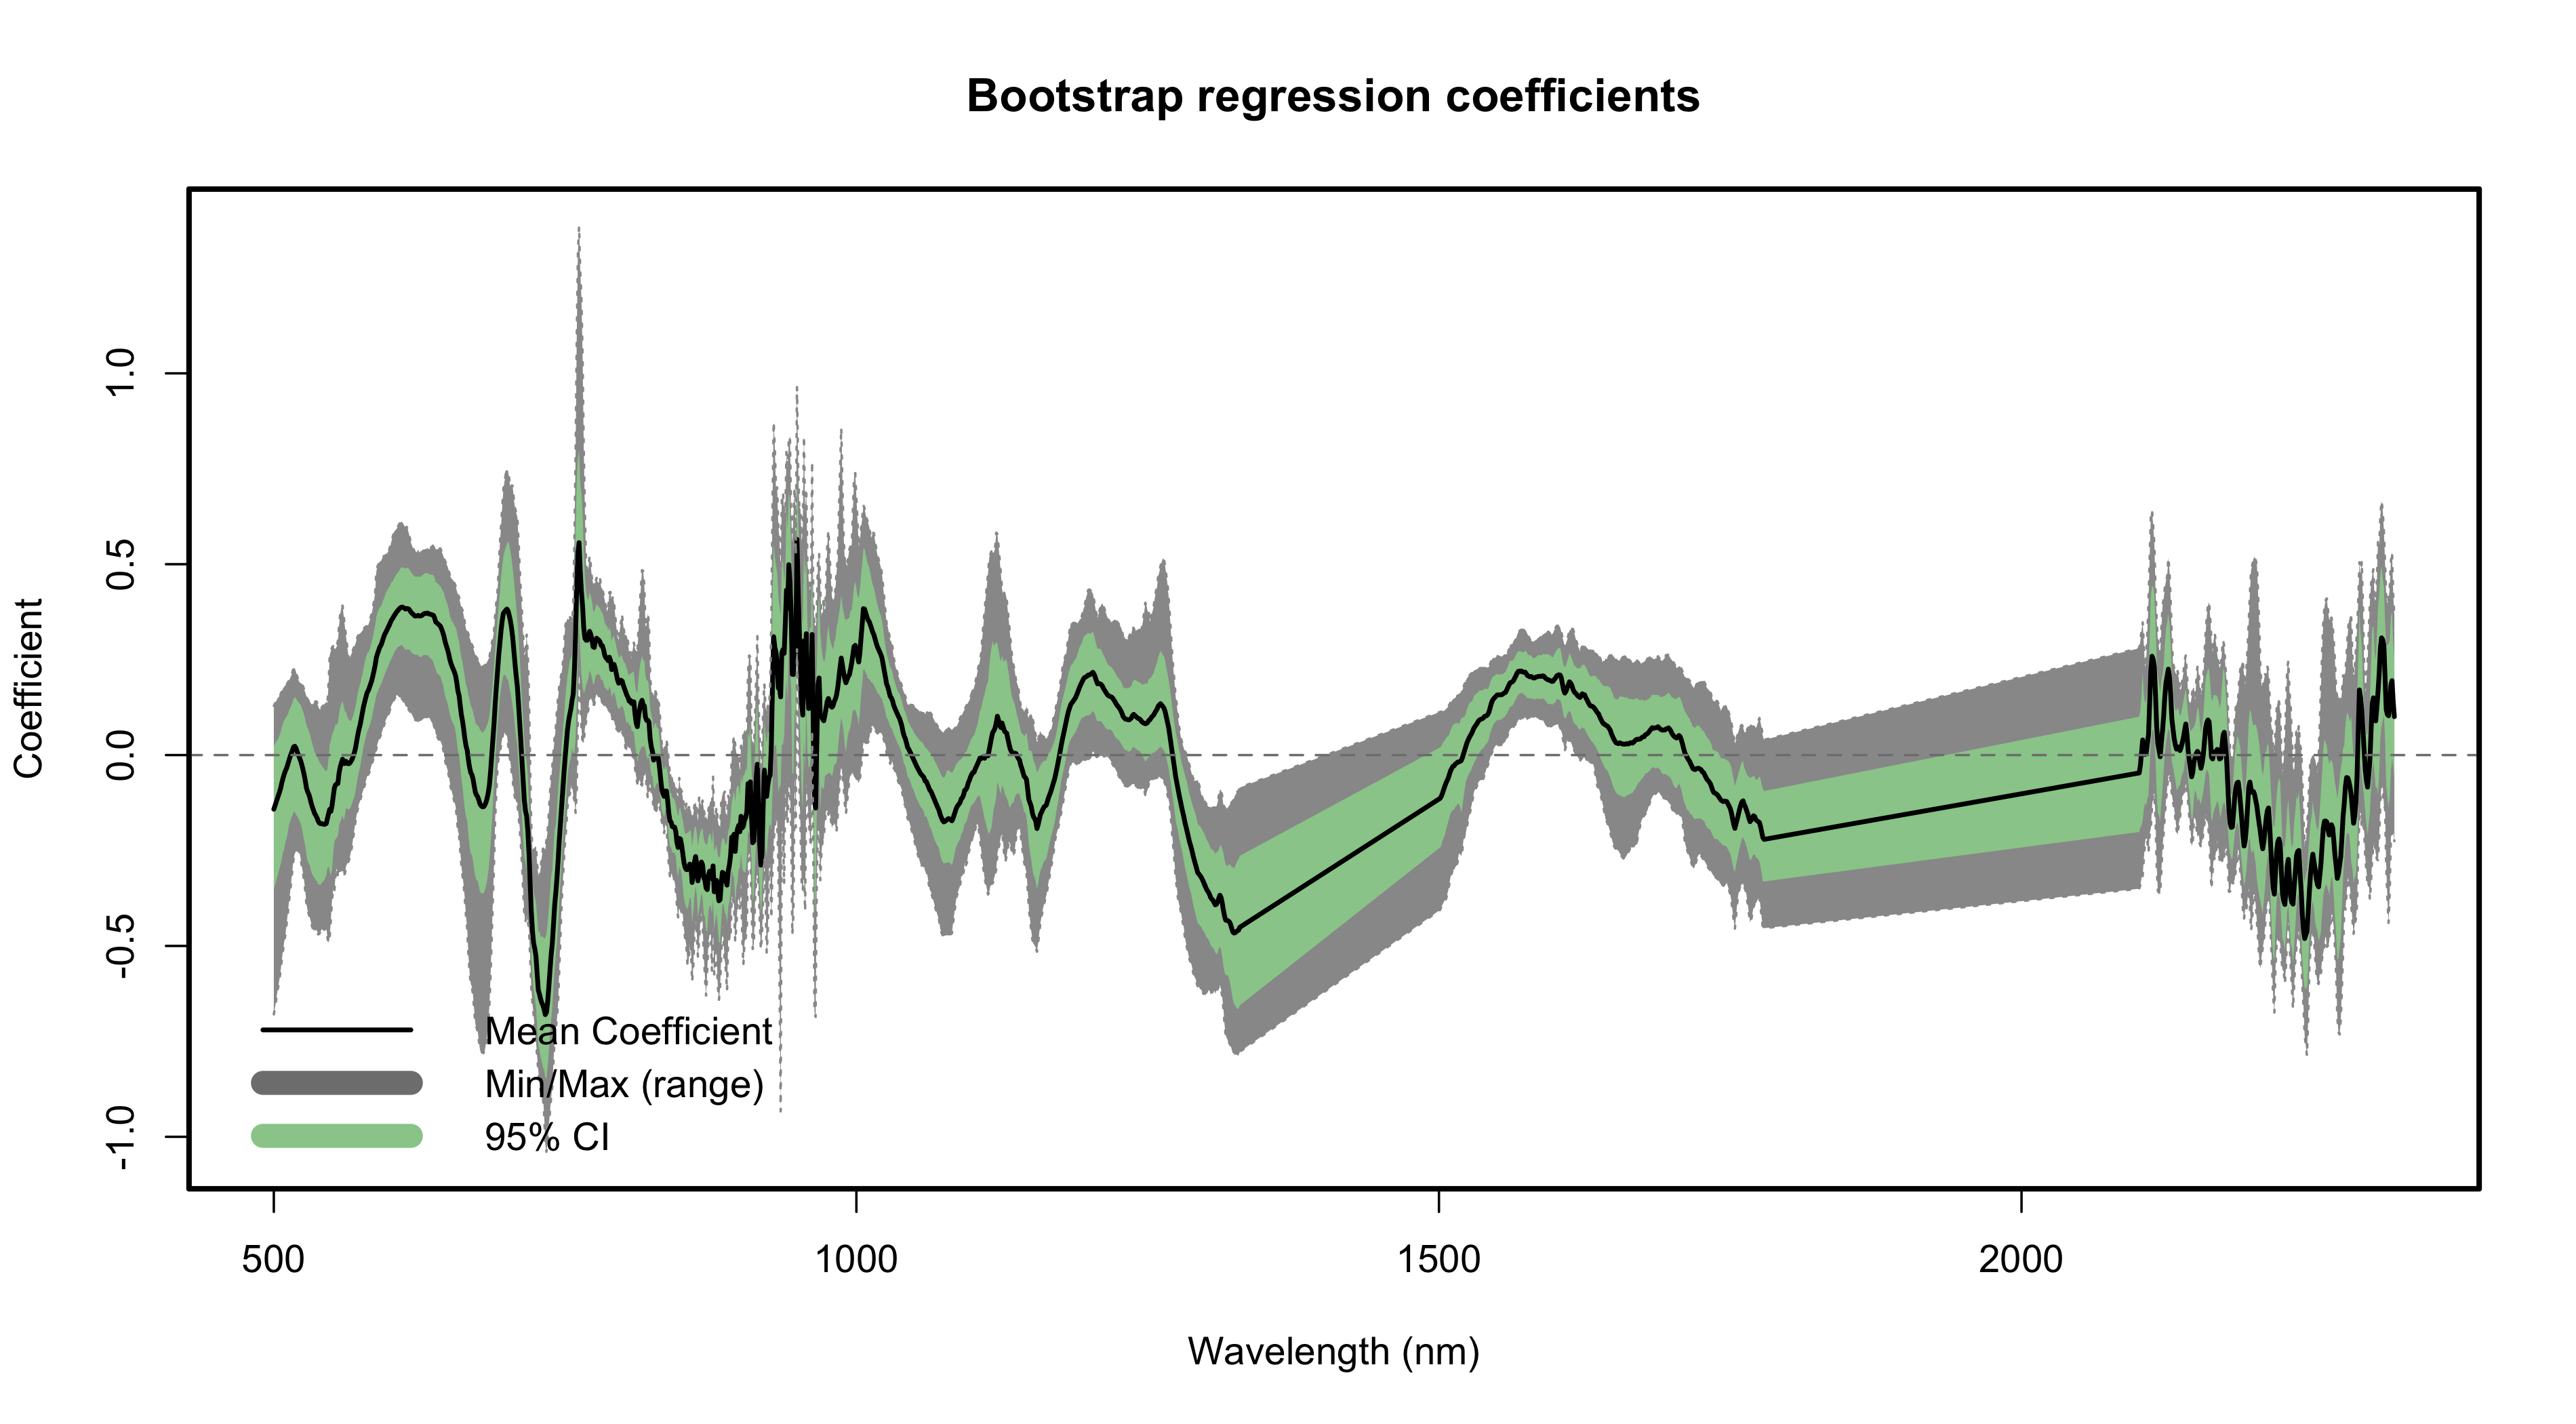 Bootstrap regression coefficients
Coefficient
1.0
0.5
0.0
-0.5
-1.0
Mean Coefficient
Min/Max (range)
95% CI
500 1000 1500 2000
Wavelength (nm)